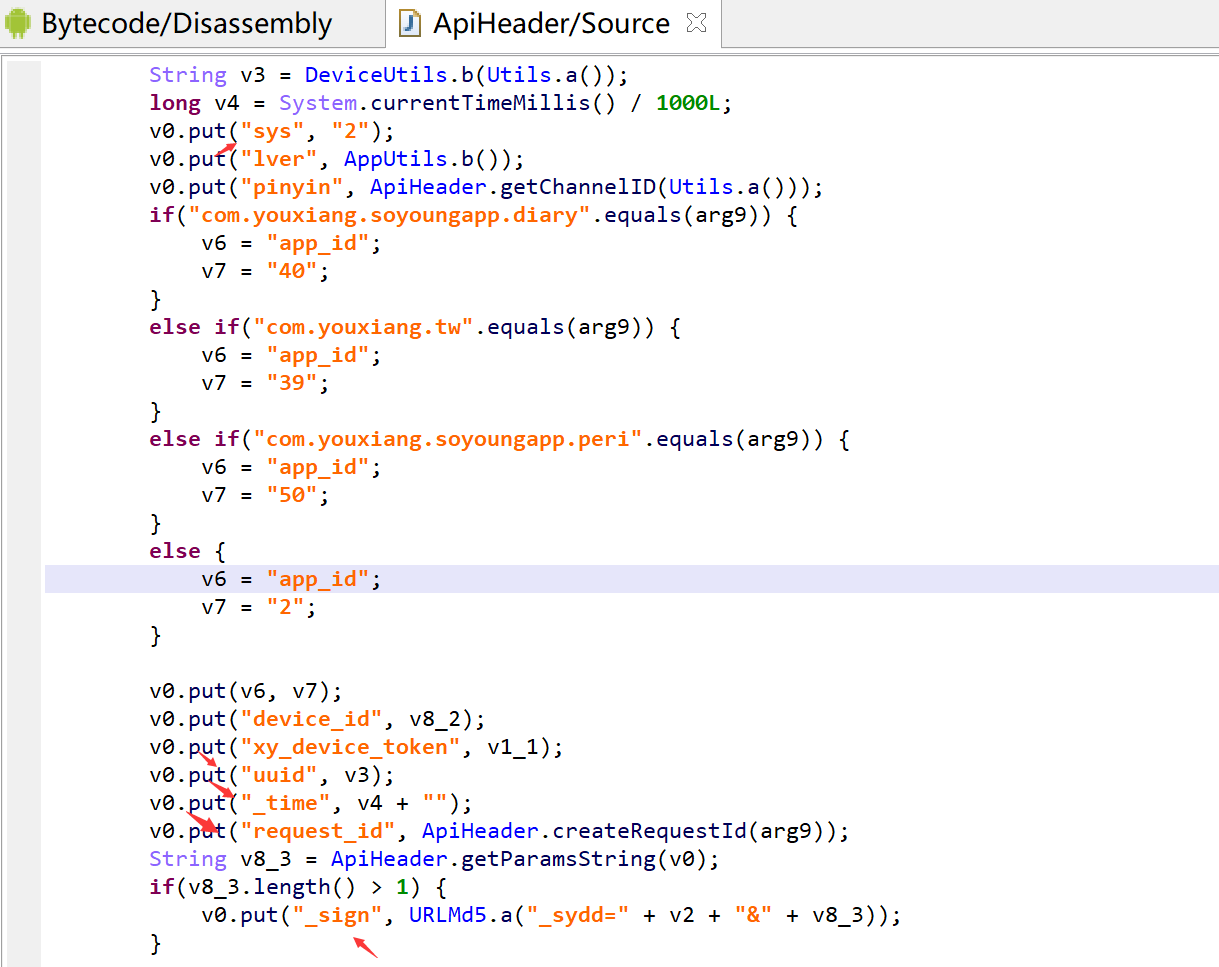 Bytecode/Disassembly
ApiHeader/Source
String v3 = DeviceUtils.b(Utils.a());
long v4 = System.currentTimeMillis() / 1000L;
v0.put("sys", "2");
v0.put("lver", AppUtils.b());
v0.put("pinyin", ApiHeader.getChannelID(Utils.a()));
if("com.youxiang.soyoungapp.diary".equals(arg9)) {
v6 = "app_id";
v7 = "40";
}
else if("com.youxiang.tw".equals(arg9)) {
v6 = "app_id";
v7 = "39";
}
else if("com.youxiang.soyoungapp.peri".equals(arg9)) {
v6 = "app_id";
v7 = "50";
}
else {
v6 = "app_id";
v7 = "2";
}
v0.put(v6, v7);
v0.put("device_id", v8_2);
v0.put("xy_device_token", v1_1);
v0.put("uuid", v3);
v0.put("_time", v4 + "");
v0.put("request_id", ApiHeader.createRequestId(arg9));
String v8_3 = ApiHeader.getParamsString(v0);
if(v8_3.length() > 1) {
v0.put("_sign", URLMd5.a("_sydd=" + v2 + "&" + v8_3));
}